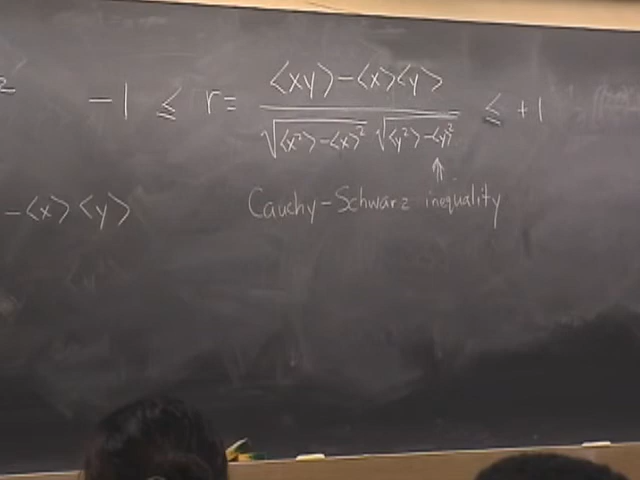 -1 ≤ r = (<xy> - <x><y>) / (√(<x²> - <x>²) √(<y²> - <y>²)) ≤ +1
↑
Cauchy-Schwarz inequality
- <x> <y>